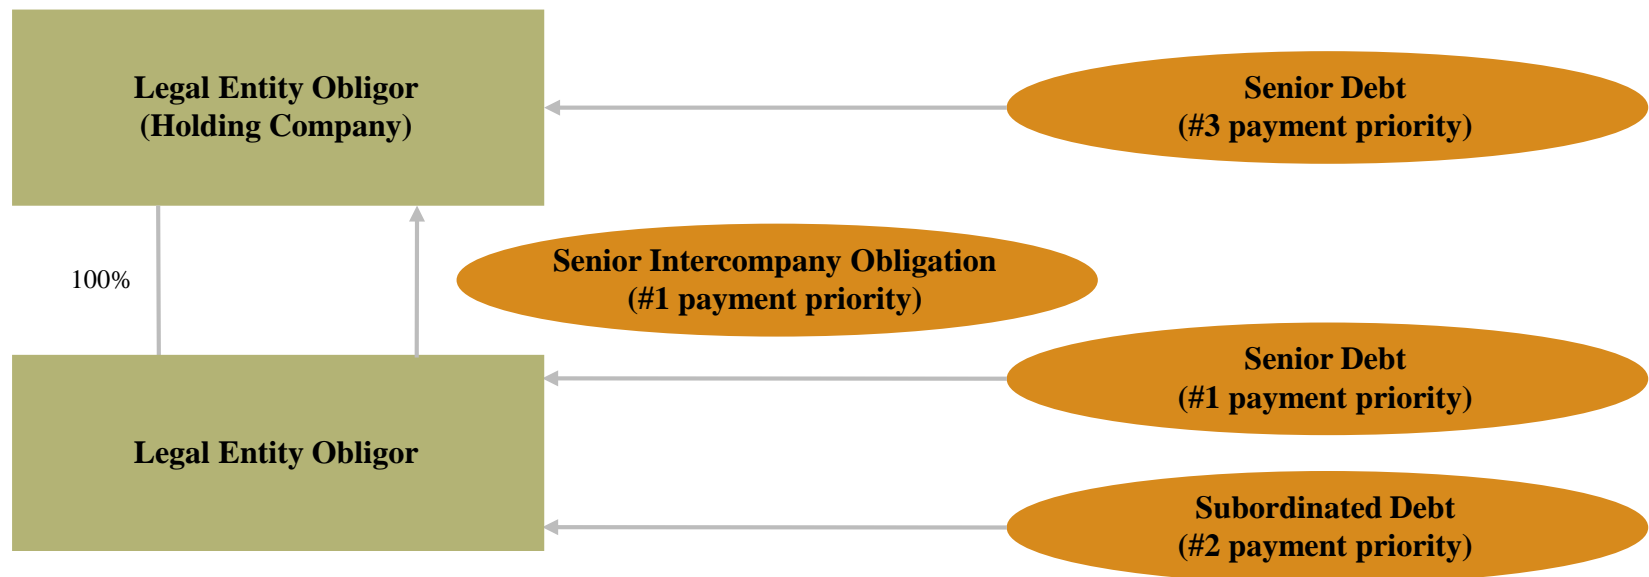 Legal Entity Obligor
(Holding Company)
Senior Debt
(#3 payment priority)
100%
Senior Intercompany Obligation
(#1 payment priority)
Senior Debt
(#1 payment priority)
Legal Entity Obligor
Subordinated Debt
(#2 payment priority)